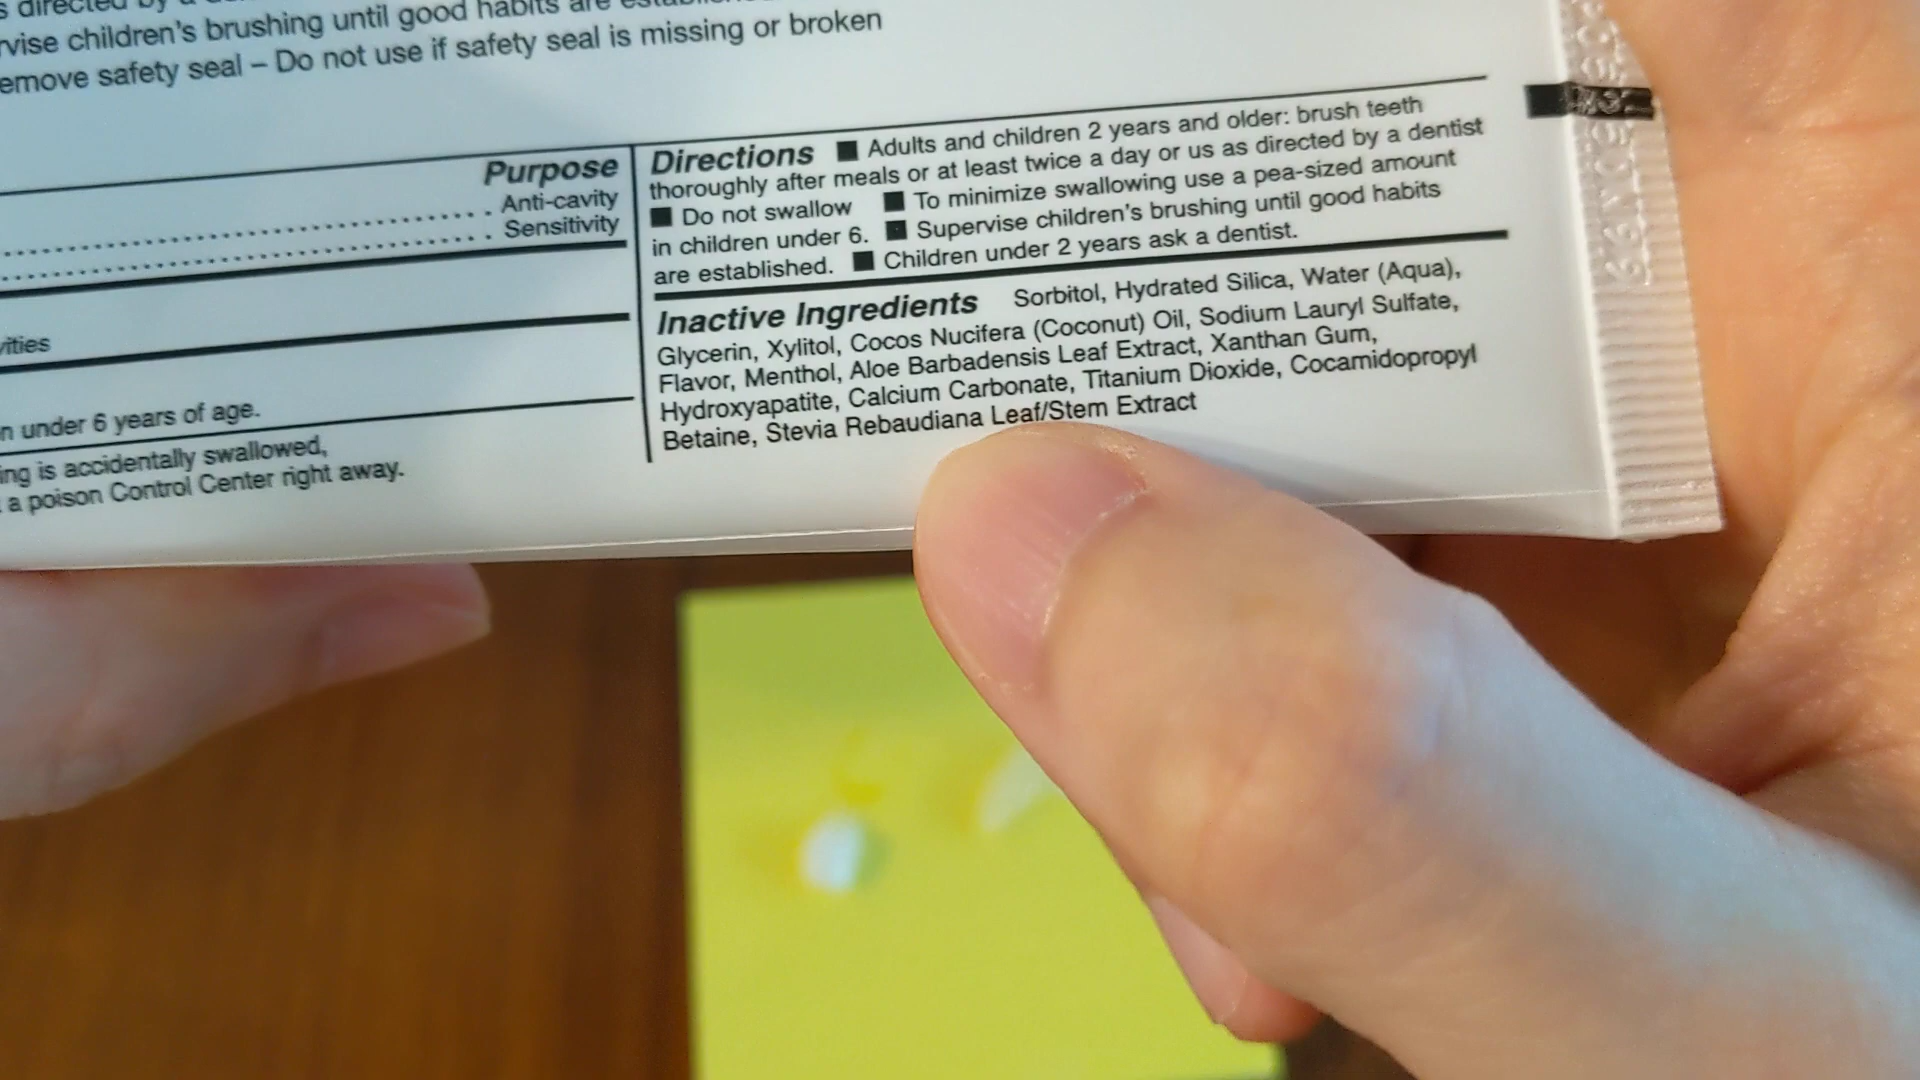 directed by a
vise children's brushing until good habits are
emove safety seal – Do not use if safety seal is missing or broken
Purpose
Anti-cavity
Sensitivity
vities
n under 6 years of age.
ing is accidentally swallowed,
a poison Control Center right away.
Directions ■ Adults and children 2 years and older: brush teeth
thoroughly after meals or at least twice a day or us as directed by a dentist
■ Do not swallow ■ To minimize swallowing use a pea-sized amount
in children under 6. ■ Supervise children's brushing until good habits
are established. ■ Children under 2 years ask a dentist.
Inactive Ingredients Sorbitol, Hydrated Silica, Water (Aqua),
Glycerin, Xylitol, Cocos Nucifera (Coconut) Oil, Sodium Lauryl Sulfate,
Flavor, Menthol, Aloe Barbadensis Leaf Extract, Xanthan Gum,
Hydroxyapatite, Calcium Carbonate, Titanium Dioxide, Cocamidopropyl
Betaine, Stevia Rebaudiana Leaf/Stem Extract